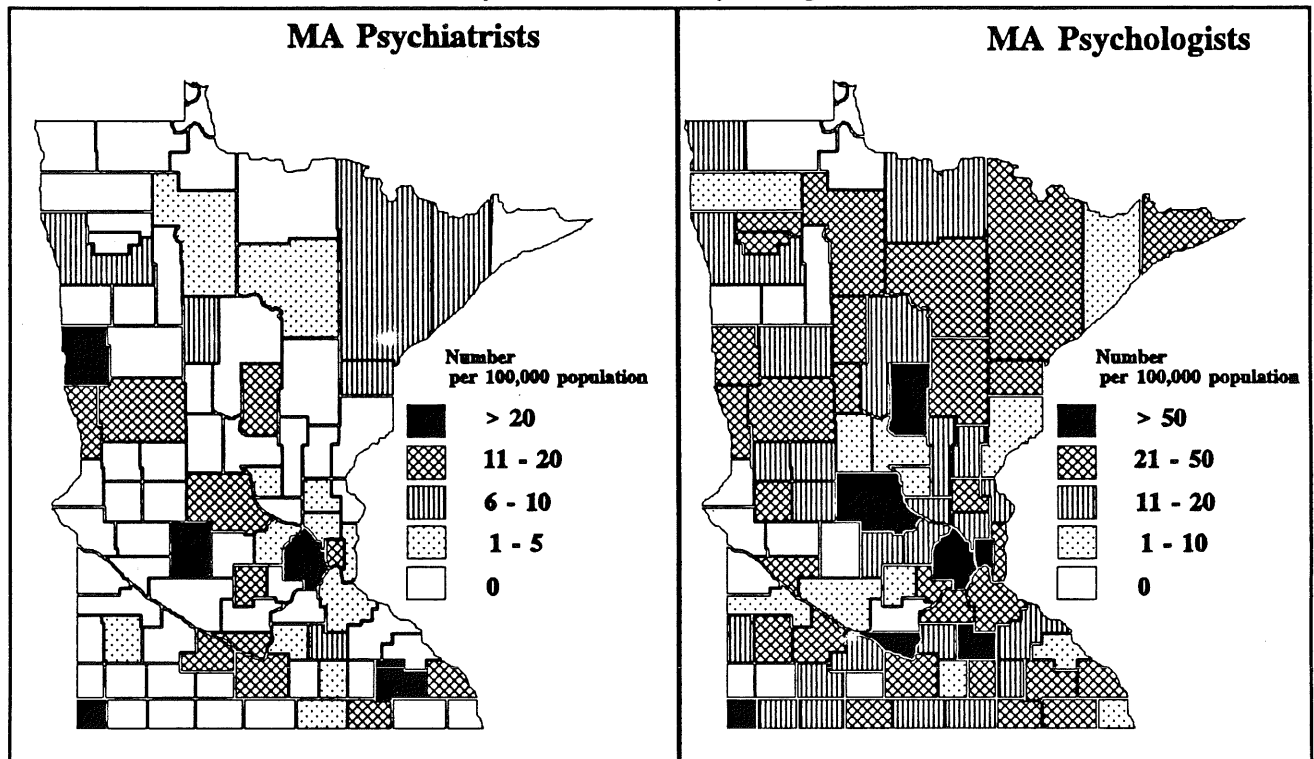 MA Psychiatrists
Number
per 100,000 population
> 20
11 - 20
6 - 10
1 - 5
0
MA Psychologists
Number
per 100,000 population
> 50
21 - 50
11 - 20
1 - 10
0